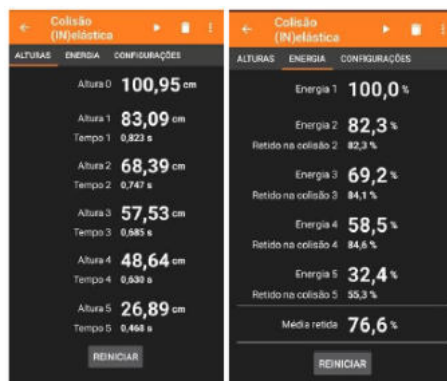 Colisão
(IN)elástica
ALTURAS ENERGIA CONFIGURAÇÕES
Altura 0 100,95 cm
Altura 1 83,09 cm
Tempo 1 0,823 s
Altura 2 68,39 cm
Tempo 2 0,747 s
Altura 3 57,53 cm
Tempo 3 0,685 s
Altura 4 48,64 cm
Tempo 4 0,630 s
Altura 5 26,89 cm
Tempo 5 0,468 s
REINICIAR
Colisão
(IN)elástica
ALTURAS ENERGIA CONFIGURAÇÕES
Energia 1 100,0 %
Energia 2 82,3 %
Retido na colisão 2 82,3 %
Energia 3 69,2 %
Retido na colisão 3 84,1 %
Energia 4 58,5 %
Retido na colisão 4 84,6 %
Energia 5 32,4 %
Retido na colisão 5 55,3 %
Média retida 76,6 %
REINICIAR